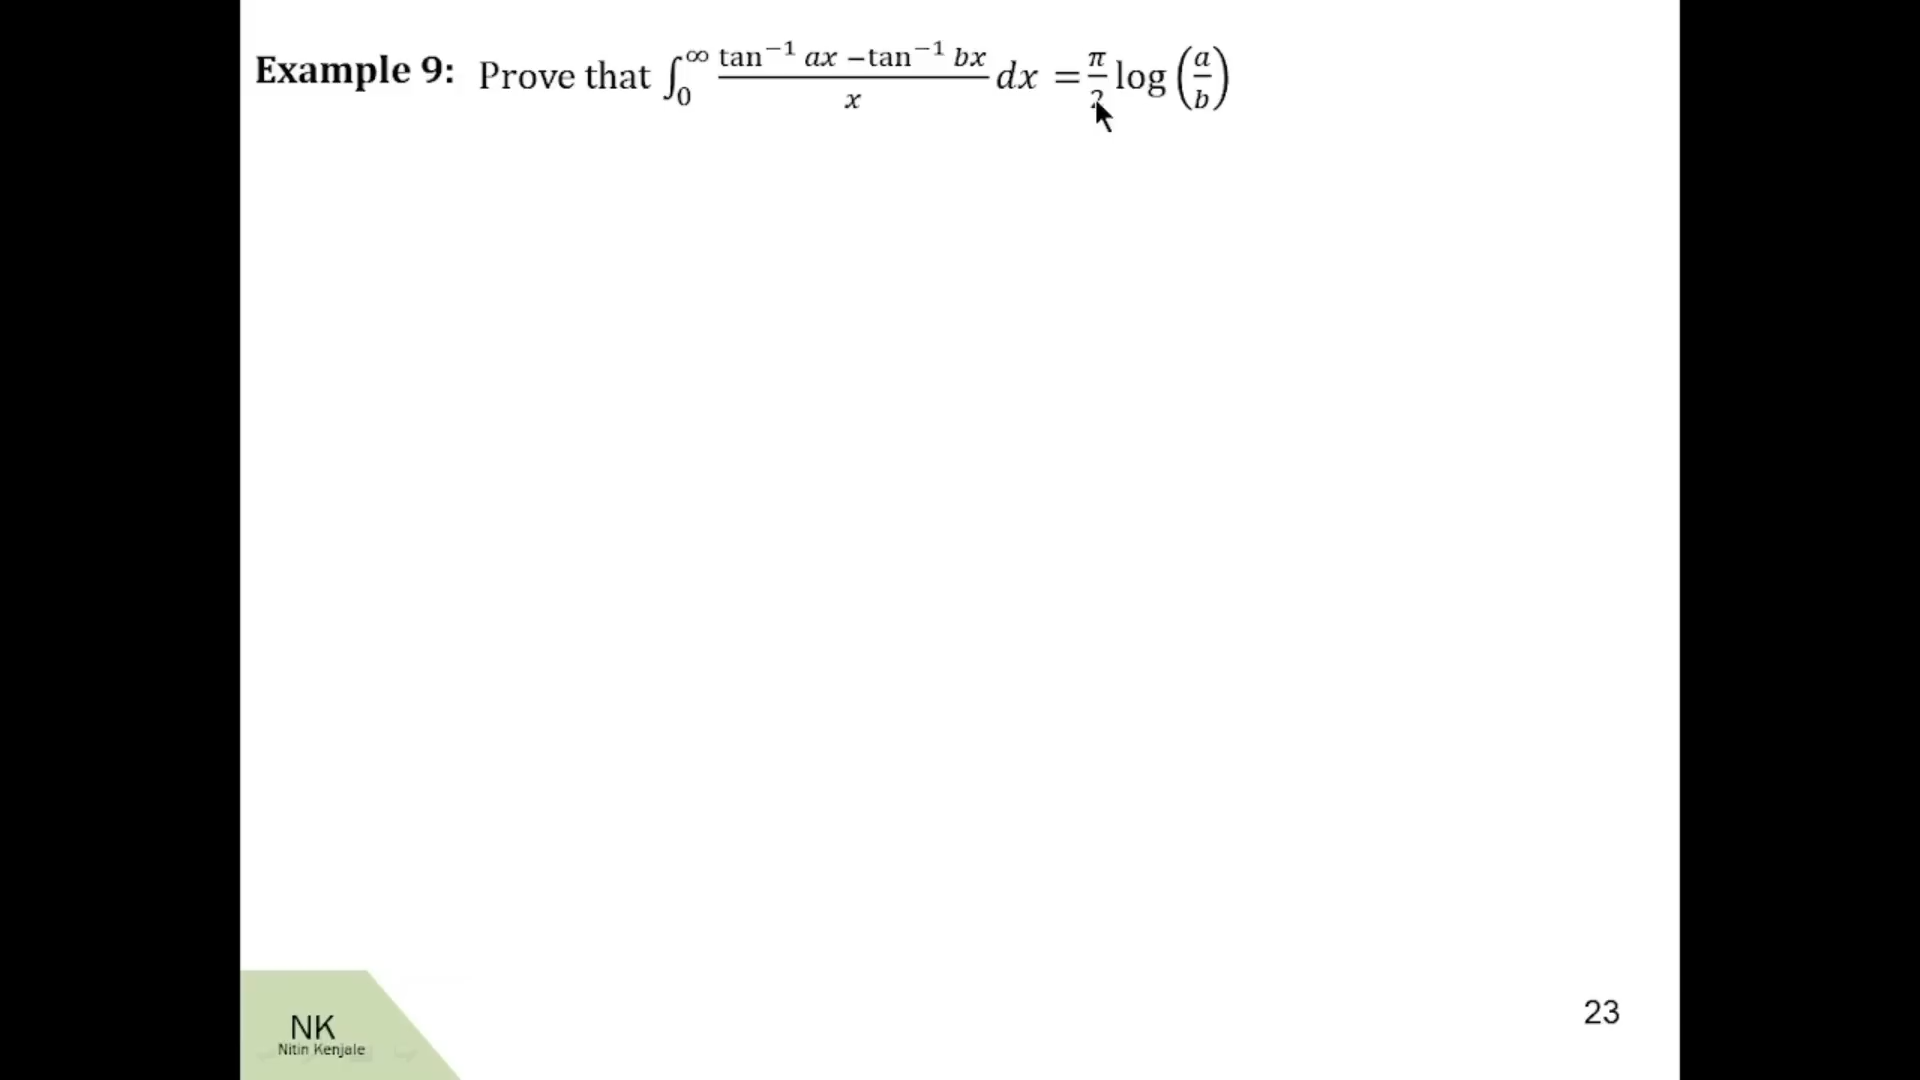 Example 9: Prove that ∫₀^∞ (tan⁻¹ ax − tan⁻¹ bx)/x dx = π/2 log (a/b)
NK
Nitin Kenjale
23